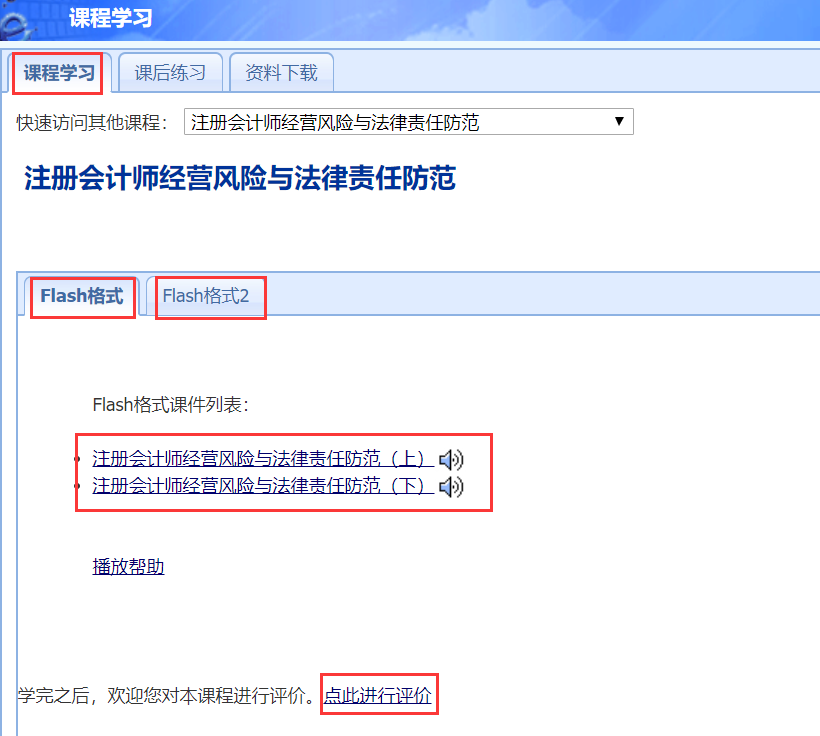 课程学习
课程学习 课后练习 资料下载
快速访问其他课程： 注册会计师经营风险与法律责任防范
注册会计师经营风险与法律责任防范
Flash格式 Flash格式2
Flash格式课件列表：
注册会计师经营风险与法律责任防范（上）
注册会计师经营风险与法律责任防范（下）
播放帮助
学完之后，欢迎您对本课程进行评价。点此进行评价